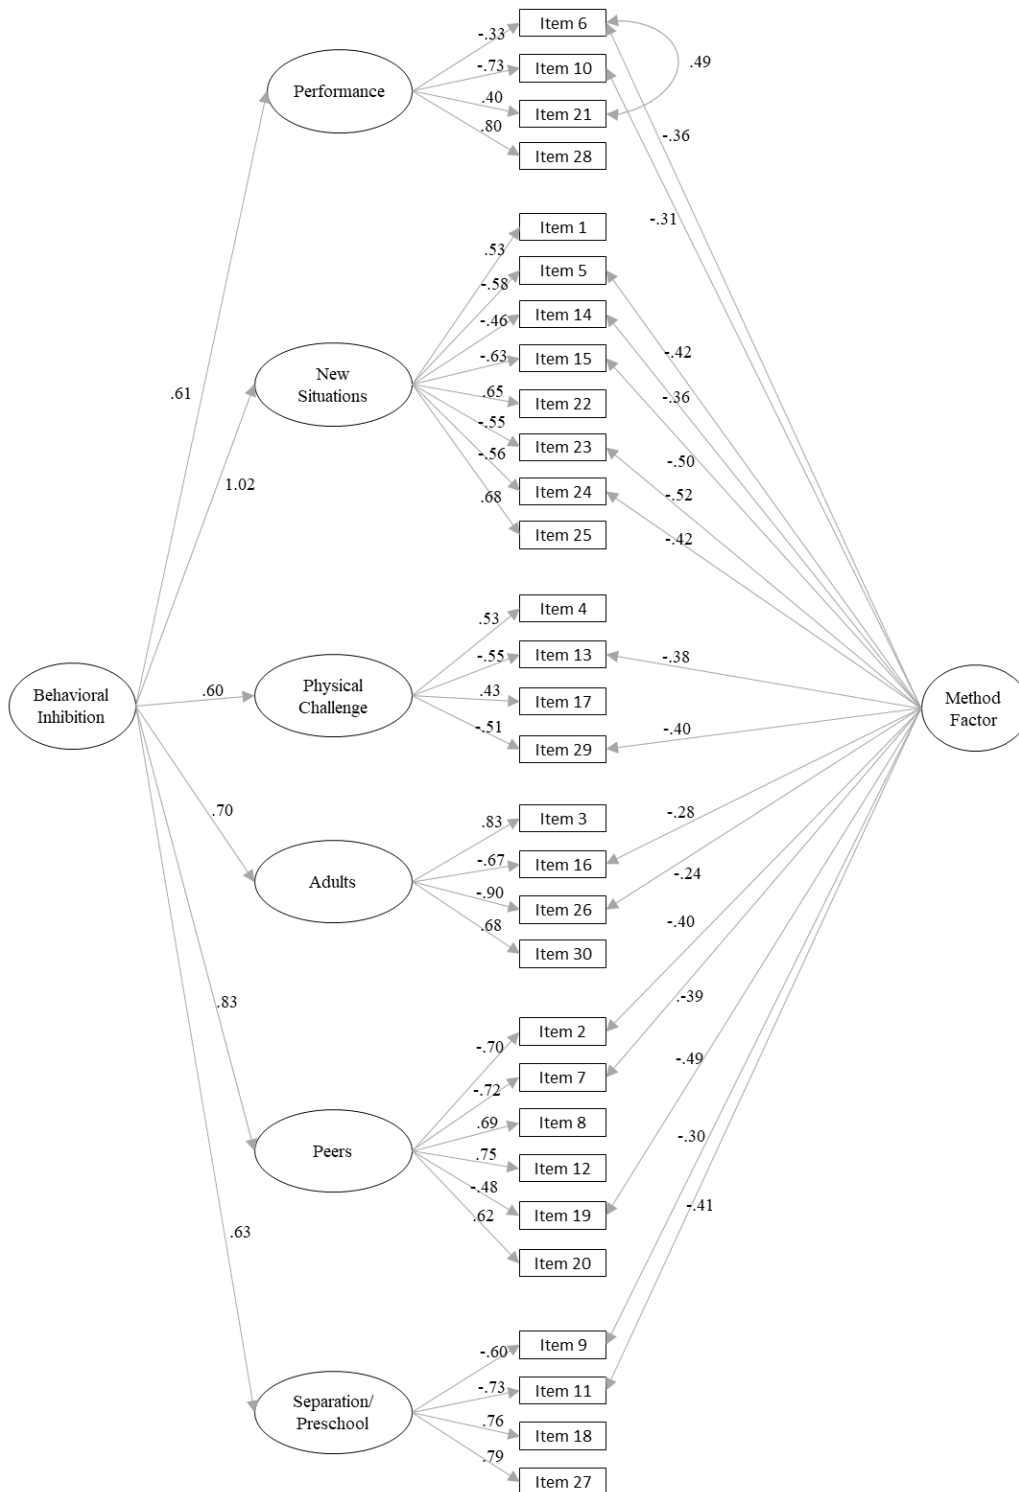 Item 6
-.33
.49
Item 10
-.73
Performance
.40
Item 21
.80
-.36
Item 28
-.31
Item 1
.53
Item 5
-.58
Item 14
-.46
-.42
Item 15
-.63
New
Situations
.65
-.36
.61
Item 22
-.55
Item 23
-.56
-.50
1.02
Item 24
.68
-.52
Item 25
-.42
Item 4
.53
Item 13
-.55
-.38
.60
Physical
Challenge
.43
Item 17
Behavioral
Inhibition
Method
Factor
-.51
-.40
Item 29
.70
.83
Item 3
-.28
-.67
Item 16
-.24
Adults
-.90
Item 26
.68
-.40
Item 30
.83
.-39
Item 2
-.70
-.49
Item 7
-.72
.69
Item 8
-.30
Peers
.75
Item 12
-.48
-.41
Item 19
.62
.63
Item 20
Item 9
-.60
Item 11
-.73
Separation/
Preschool
.76
Item 18
.79
Item 27